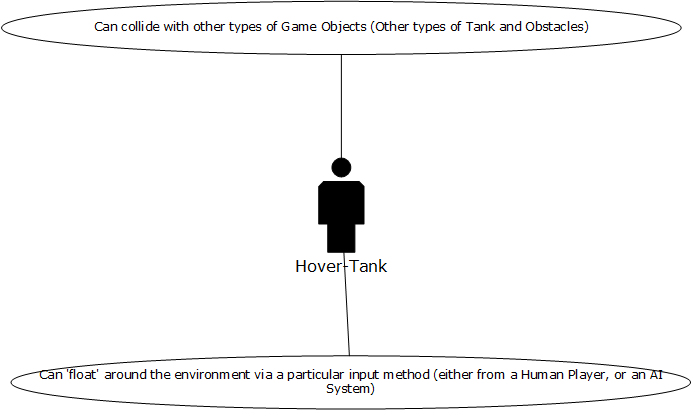 Can collide with other types of Game Objects (Other types of Tank and Obstacles)
Hover-Tank
Can 'float' around the environment via a particular input method (either from a Human Player, or an AI
System)